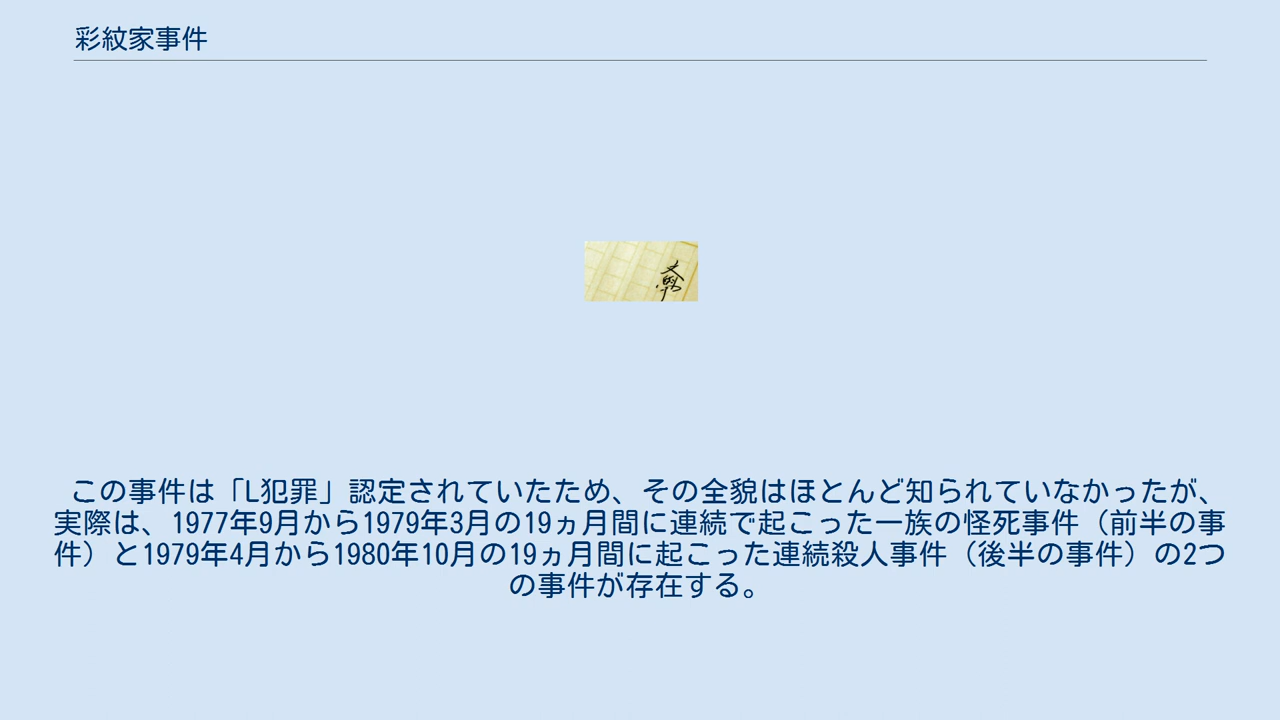 彩紋家事件
この事件は「L犯罪」認定されていたため、その全貌はほとんど知られていなかったが、
実際は、1977年9月から1979年3月の19ヵ月間に連続で起こった一族の怪死事件（前半の事
件）と1979年4月から1980年10月の19ヵ月間に起こった連続殺人事件（後半の事件）の2つ
の事件が存在する。